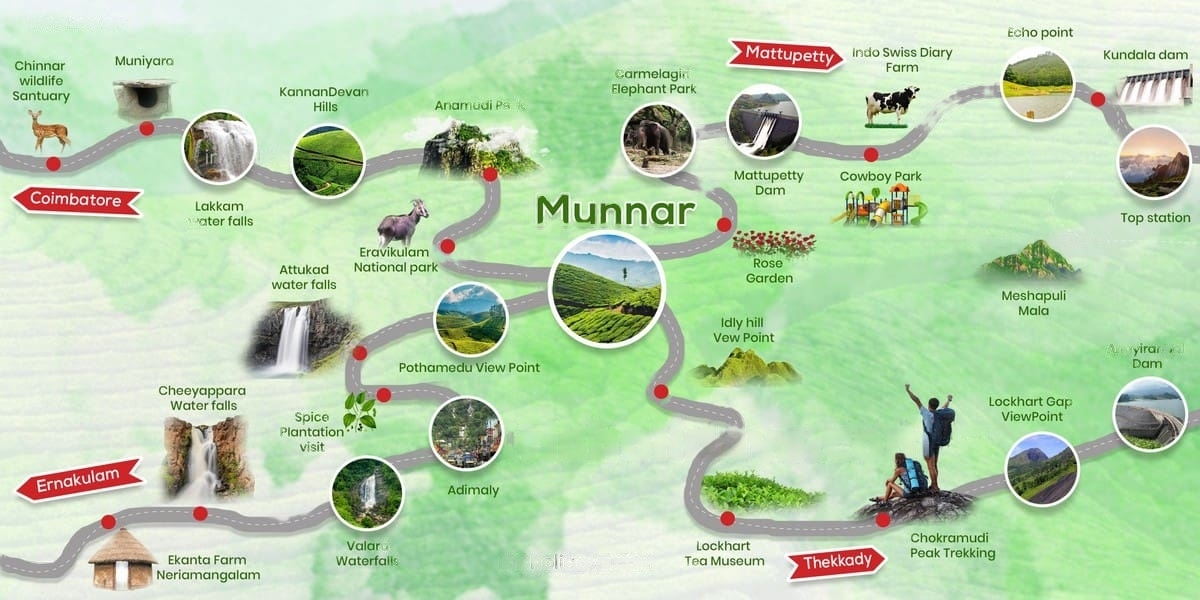 Chinnar
wildlife
Santuary
Muniyara
KannanDevan
Hills
Anamudi
Carmelagiri
Elephant Park
Mattupetty
Indo Swiss Diary
Farm
Echo point
Kundala dam
Coimbatore
Lakkam
water falls
Eravikulam
National park
Munnar
Mattupetty
Dam
Cowboy Park
Top station
Rose
Garden
Meshapuli
Mala
Attukad
water falls
Pothamedu View Point
Idly hill
Vew Point
Dam
Cheeyappara
Water falls
Spice
Plantation
visit
Lockhart Gap
ViewPoint
Ernakulam
Adimaly
Ekanta Farm
Neriamangalam
Valara
Waterfalls
Lockhart
Tea Museum
Thekkady
Chokramudi
Peak Trekking